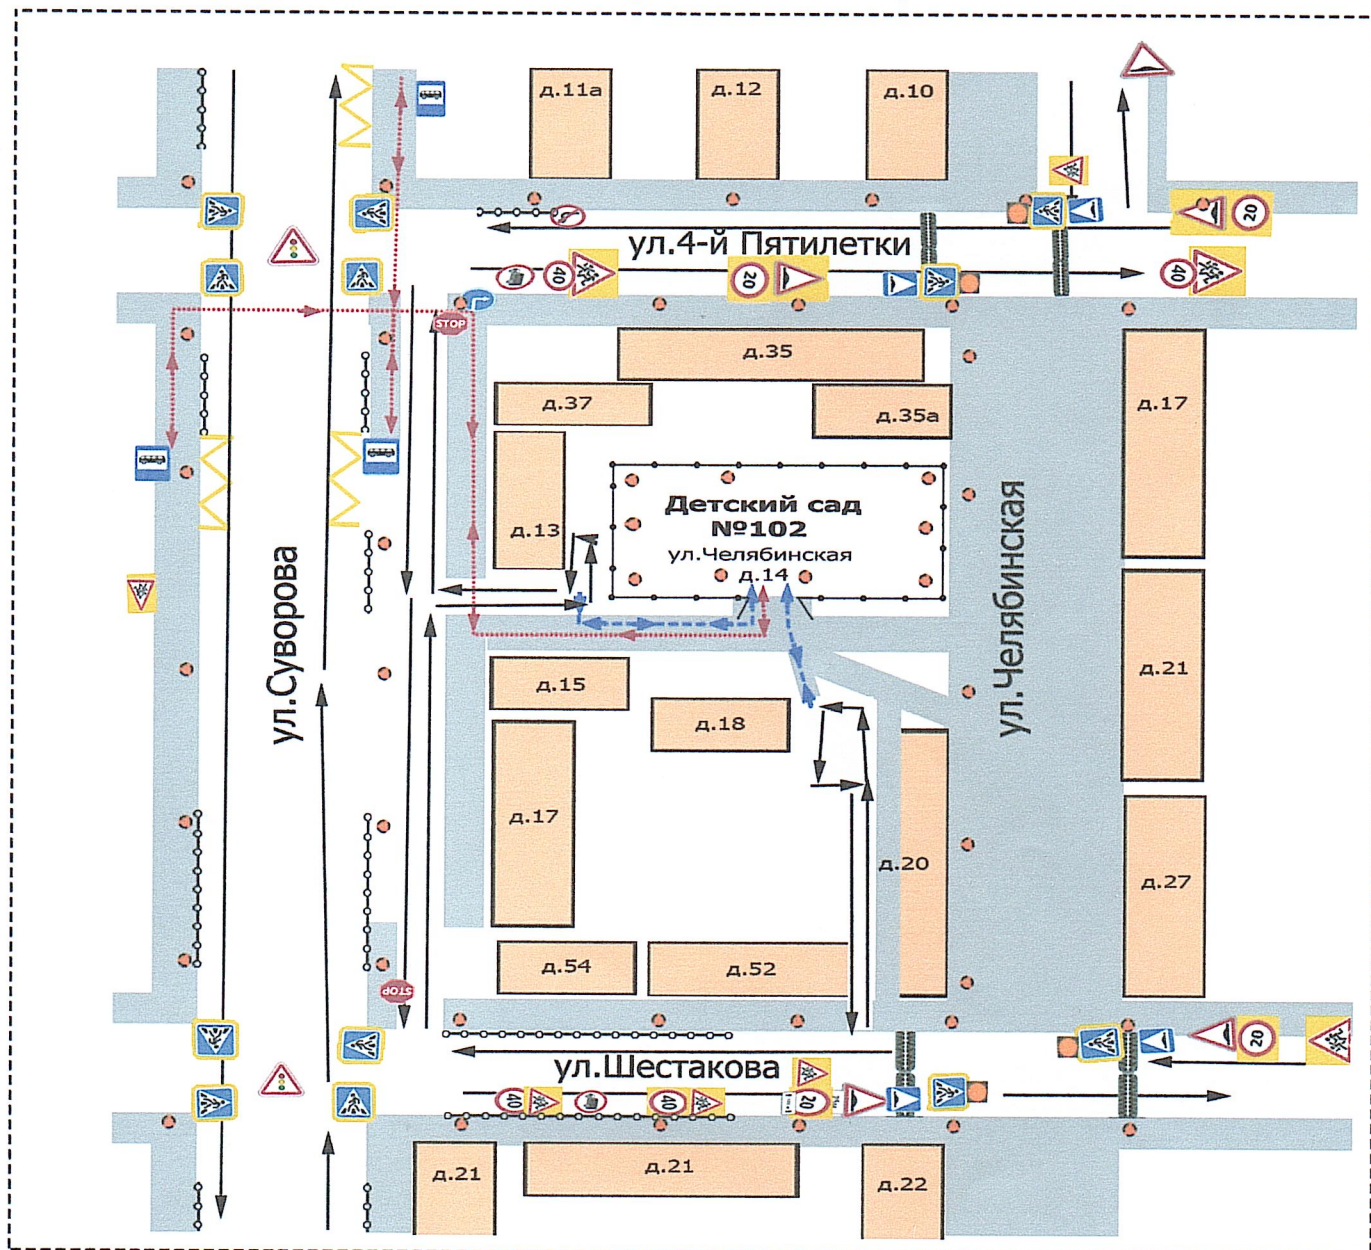 д.11а
д.12
д.10
20
ул.4-й Пятилетки
40
20
40
STOP
д.35
д.37
д.35а
д.17
Детский сад
№102
ул.Челябинская
д.14
д.13
ул.Суворова
ул.Челябинская
д.21
д.15
д.18
д.17
д.20
д.27
д.54
д.52
STOP
20
ул.Шестакова
40
40
20
д.21
д.21
д.22